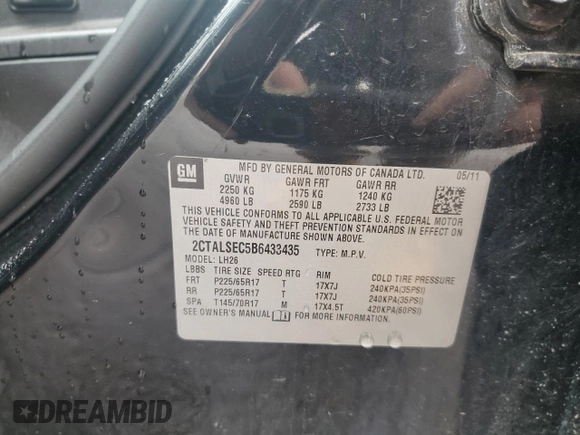 GM
MFD BY GENERAL MOTORS OF CANADA LTD. 05/11
GVWR GAWR FRT GAWR RR
2250 KG 1175 KG 1240 KG
4960 LB 2590 LB 2733 LB
THIS VEHICLE CONFORMS TO ALL APPLICABLE U.S. FEDERAL MOTOR
VEHICLE SAFETY AND THEFT PREVENTION STANDARDS IN EFFECT
ON THE DATE OF MANUFACTURE SHOWN ABOVE.
2CTALSEC5B6433435 TYPE: M.P.V.
MODEL: LH26
LBBS TIRE SIZE SPEED RTG RIM COLD TIRE PRESSURE
FRT P225/65R17 T 17X7J 240KPA(35PSI)
RR P225/65R17 T 17X7J 240KPA(35PSI)
SPA T145/70R17 M 17X4.5T 420KPA(60PSI)
SEE OWNER'S MANUAL FOR MORE INFORMATION.
DREAMBID